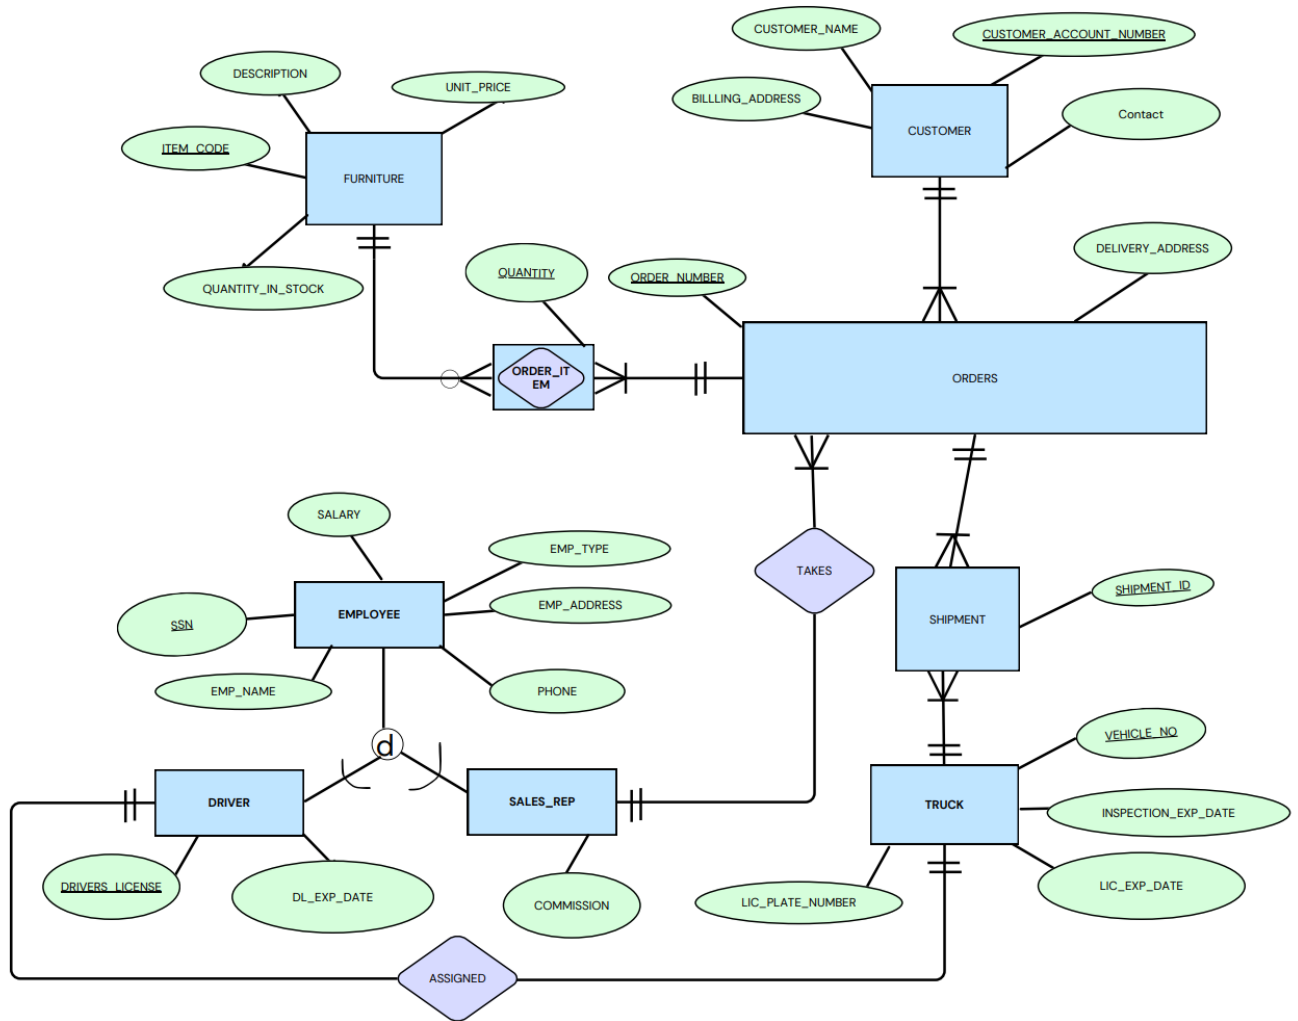 CUSTOMER_NAME
CUSTOMER_ACCOUNT_NUMBER
DESCRIPTION
UNIT_PRICE
BILLLING_ADDRESS
Contact
CUSTOMER
ITEM_CODE
FURNITURE
DELIVERY_ADDRESS
QUANTITY
ORDER_NUMBER
QUANTITY_IN_STOCK
ORDER_IT
EM
ORDERS
SALARY
EMP_TYPE
TAKES
EMP_ADDRESS
SHIPMENT_ID
EMPLOYEE
SSN
SHIPMENT
EMP_NAME
PHONE
VEHICLE_NO
d
DRIVER
SALES_REP
TRUCK
INSPECTION_EXP_DATE
DRIVERS_LICENSE
DL_EXP_DATE
COMMISSION
LIC_PLATE_NUMBER
LIC_EXP_DATE
ASSIGNED